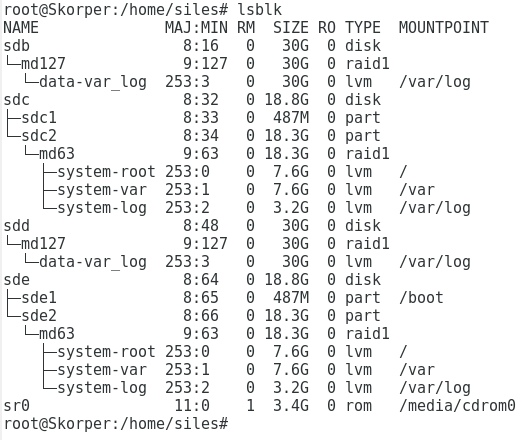 root@Skorper:/home/siles# lsblk
NAME              MAJ:MIN RM  SIZE RO TYPE  MOUNTPOINT
sdb                 8:16   0   30G  0 disk
└─md127             9:127  0   30G  0 raid1
  └─data-var_log  253:3    0   30G  0 lvm   /var/log
sdc                 8:32   0 18.8G  0 disk
├─sdc1              8:33   0  487M  0 part
└─sdc2              8:34   0 18.3G  0 part
  └─md63            9:63   0 18.3G  0 raid1
    ├─system-root 253:0    0  7.6G  0 lvm   /
    ├─system-var  253:1    0  7.6G  0 lvm   /var
    └─system-log  253:2    0  3.2G  0 lvm   /var/log
sdd                 8:48   0   30G  0 disk
└─md127             9:127  0   30G  0 raid1
  └─data-var_log  253:3    0   30G  0 lvm   /var/log
sde                 8:64   0 18.8G  0 disk
├─sde1              8:65   0  487M  0 part  /boot
└─sde2              8:66   0 18.3G  0 part
  └─md63            9:63   0 18.3G  0 raid1
    ├─system-root 253:0    0  7.6G  0 lvm   /
    ├─system-var  253:1    0  7.6G  0 lvm   /var
    └─system-log  253:2    0  3.2G  0 lvm   /var/log
sr0                11:0    1  3.4G  0 rom   /media/cdrom0
root@Skorper:/home/siles#